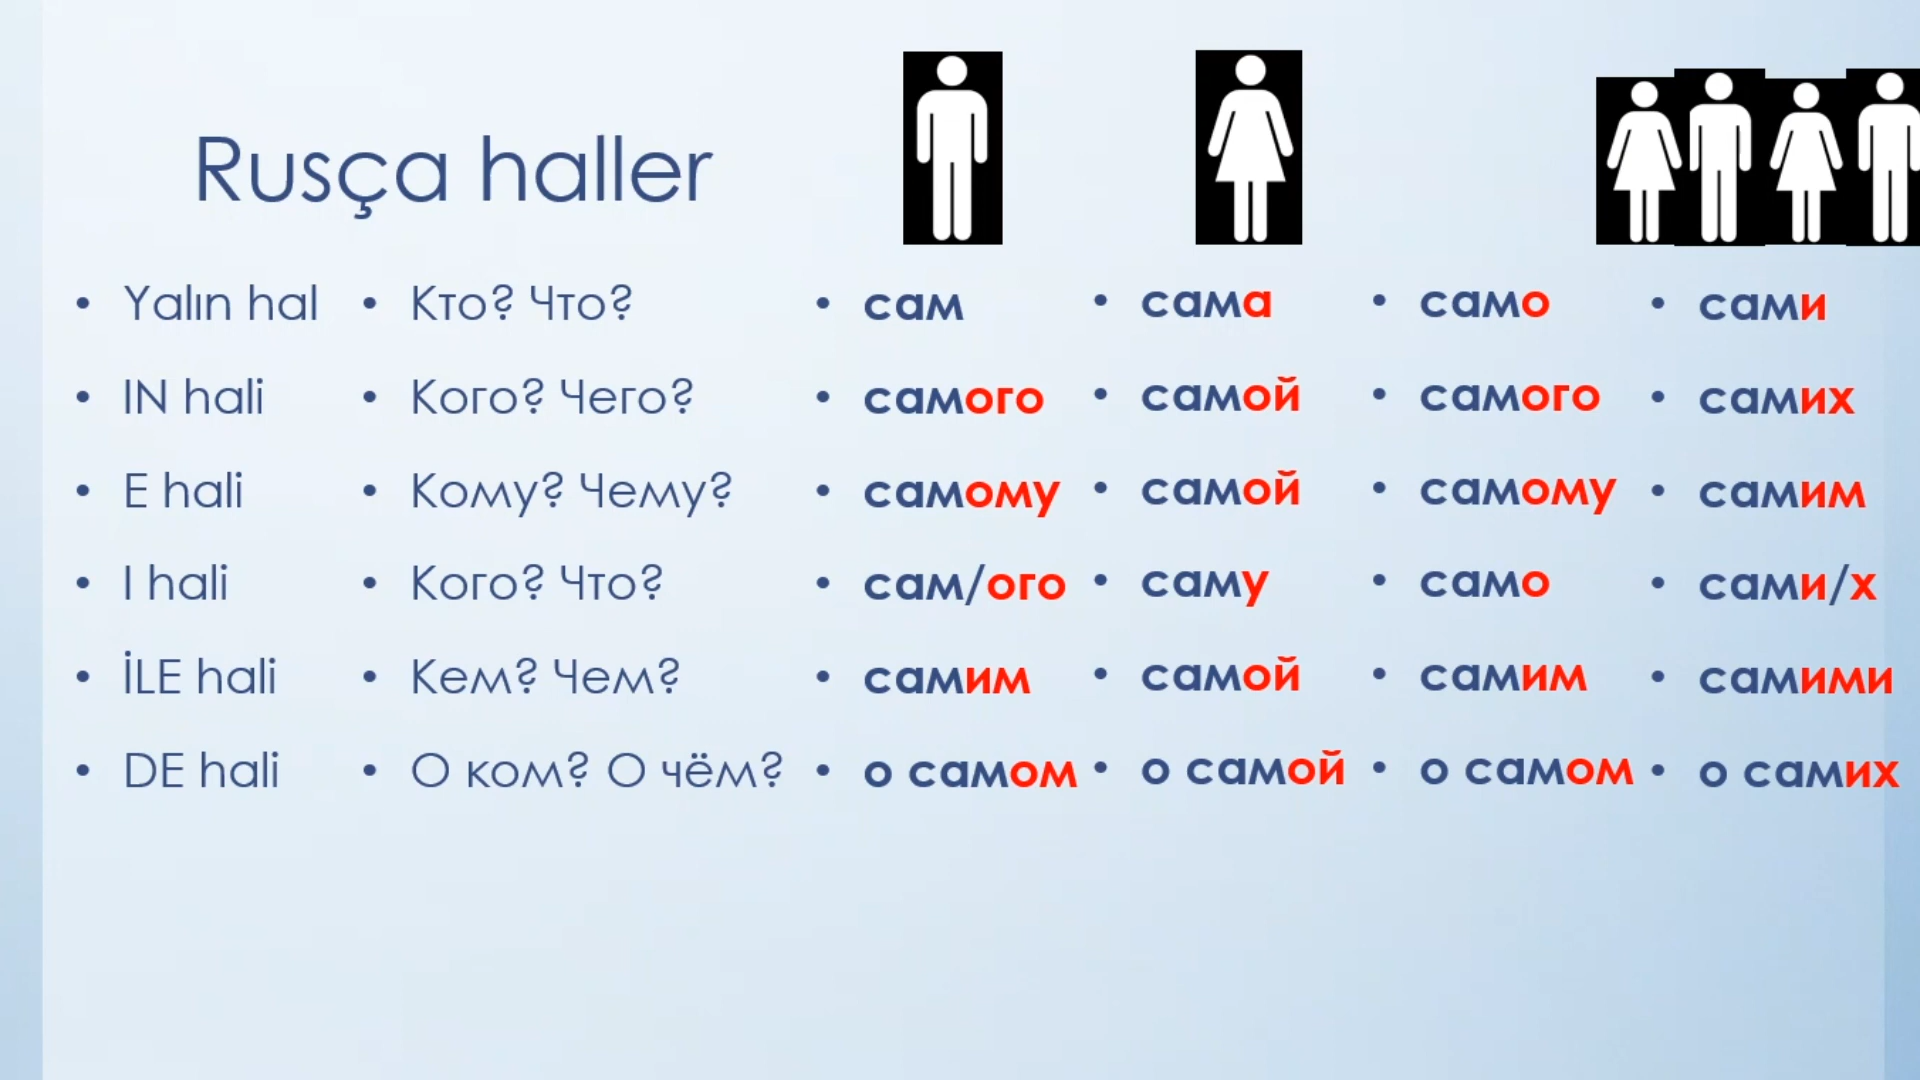 Rusça haller
• Yalın hal • Кто? Что? • сам • сама • само • сами
• IN hali • Кого? Чего? • самого • самой • самого • самих
• E hali • Кому? Чему? • самому • самой • самому • самим
• I hali • Кого? Что? • сам/ого • саму • само • сами/х
• İLE hali • Кем? Чем? • самим • самой • самим • самими
• DE hali • О ком? О чём? • о самом • о самой • о самом • о самих